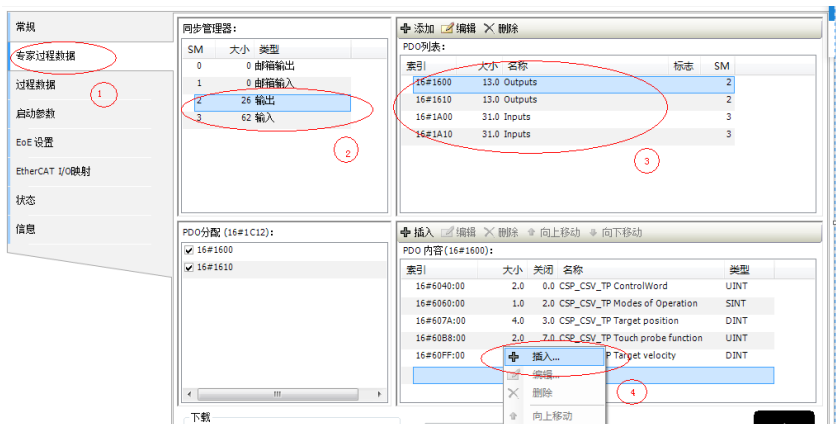 常规
专家过程数据
过程数据
启动参数
EoE 设置
EtherCAT I/O映射
状态
信息
1
同步管理器:
SM 大小 类型
0 0 邮箱输出
1 0 邮箱输入
2 26 输出
3 62 输入
2
添加 编辑 删除
PDO列表:
索引 大小 名称 标志 SM
16#1600 13.0 Outputs 2
16#1610 13.0 Outputs 2
16#1A00 31.0 Inputs 3
16#1A10 31.0 Inputs 3
3
PDO分配 (16#1C12):
16#1600
16#1610
插入 编辑 删除 向上移动 向下移动
PDO 内容(16#1600):
索引 大小 关闭 名称 类型
16#6040:00 2.0 0.0 CSP_CSV_TP ControlWord UINT
16#6060:00 1.0 2.0 CSP_CSV_TP Modes of Operation SINT
16#607A:00 4.0 3.0 CSP_CSV_TP Target position DINT
16#60B8:00 2.0 7.0 CSP_CSV_TP Touch probe function UINT
16#60FF:00 P Target velocity DINT
插入...
编辑...
删除
向上移动
4
下载